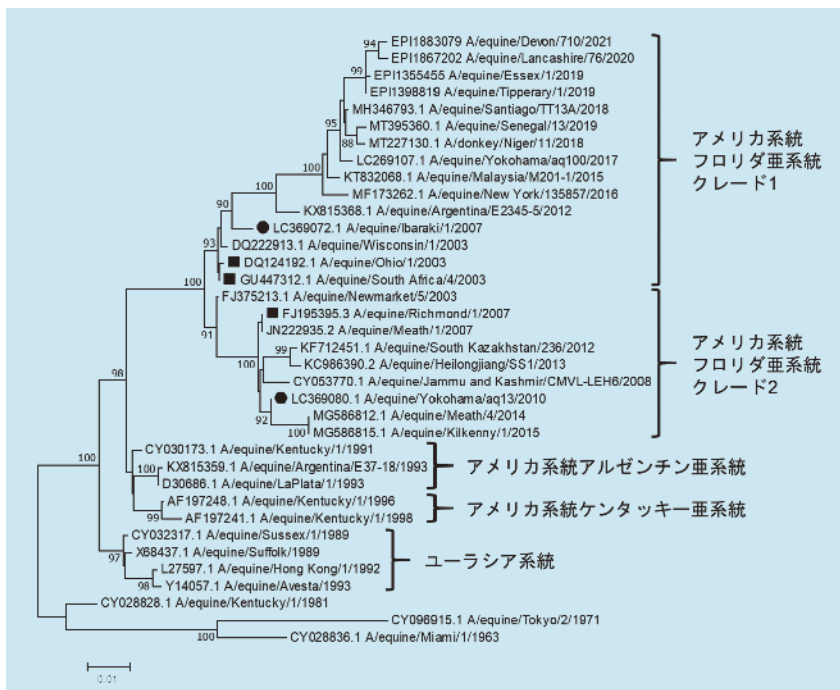 94
EPI1883079 A/equine/Devon/710/2021
EPI1867202 A/equine/Lancashire/76/2020
99
EPI1355455 A/equine/Essex/1/2019
EPI1398819 A/equine/Tipperary/1/2019
MH346793.1 A/equine/Santiago/TT13A/2018
95
MT395360.1 A/equine/Senegal/13/2019
88
MT227130.1 A/donkey/Niger/11/2018
LC269107.1 A/equine/Yokohama/aq100/2017
100
KT832068.1 A/equine/Malaysia/M201-1/2015
100
MF173262.1 A/equine/New York/135857/2016
90
KX815368.1 A/equine/Argentina/E2345-5/2012
LC369072.1 A/equine/Ibaraki/1/2007
93
DQ222913.1 A/equine/Wisconsin/1/2003
DQ124192.1 A/equine/Ohio/1/2003
100
GU447312.1 A/equine/South Africa/4/2003
アメリカ系統
フロリダ亜系統
クレード1
FJ375213.1 A/equine/Newmarket/5/2003
91
FJ195395.3 A/equine/Richmond/1/2007
JN222935.2 A/equine/Meath/1/2007
99
KF712451.1 A/equine/South Kazakhstan/236/2012
100
KC986390.2 A/equine/Heilongjiang/SS1/2013
CY053770.1 A/equine/Jammu and Kashmir/CMVL-LEH6/2008
98
LC369080.1 A/equine/Yokohama/aq13/2010
92
MG586812.1 A/equine/Meath/4/2014
100
MG586815.1 A/equine/Kilkenny/1/2015
アメリカ系統
フロリダ亜系統
クレード2
CY030173.1 A/equine/Kentucky/1/1991
100
100
KX815359.1 A/equine/Argentina/E37-18/1993
D30686.1 A/equine/LaPlata/1/1993
アメリカ系統アルゼンチン亜系統
AF197248.1 A/equine/Kentucky/1/1996
99
AF197241.1 A/equine/Kentucky/1/1998
アメリカ系統ケンタッキー亜系統
CY032317.1 A/equine/Sussex/1/1989
97
X68437.1 A/equine/Suffolk/1989
L27597.1 A/equine/Hong Kong/1/1992
98
Y14057.1 A/equine/Avesta/1993
ユーラシア系統
CY028828.1 A/equine/Kentucky/1/1981
CY096915.1 A/equine/Tokyo/2/1971
100
CY028836.1 A/equine/Miami/1/1963
0.01